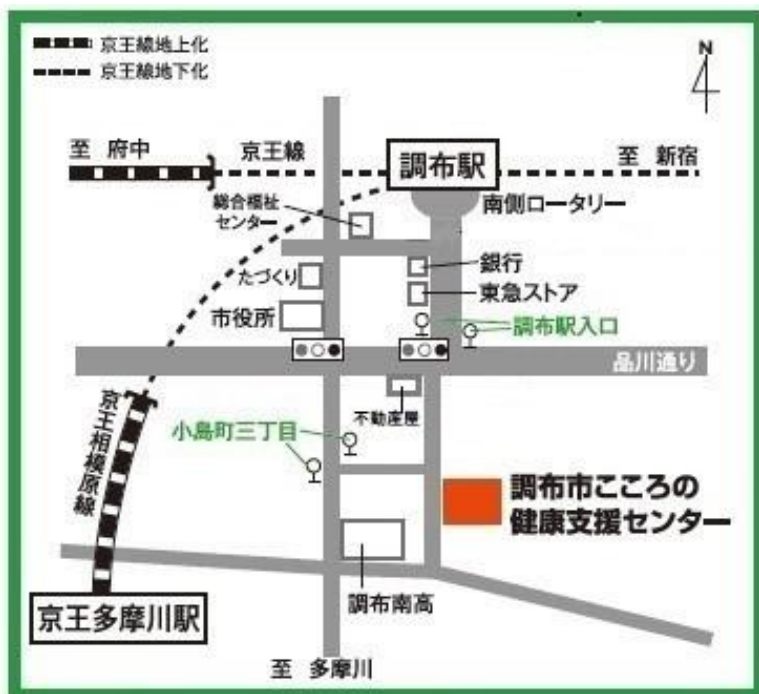 京王線地上化
京王線地下化
N
至 府中
京王線
調布駅
至 新宿
総合福祉
センター
南側ロータリー
銀行
たづくり
東急ストア
市役所
調布駅入口
品川通り
京王相模原線
不動産屋
小島町三丁目
調布市こころの
健康支援センター
調布南高
京王多摩川駅
至 多摩川